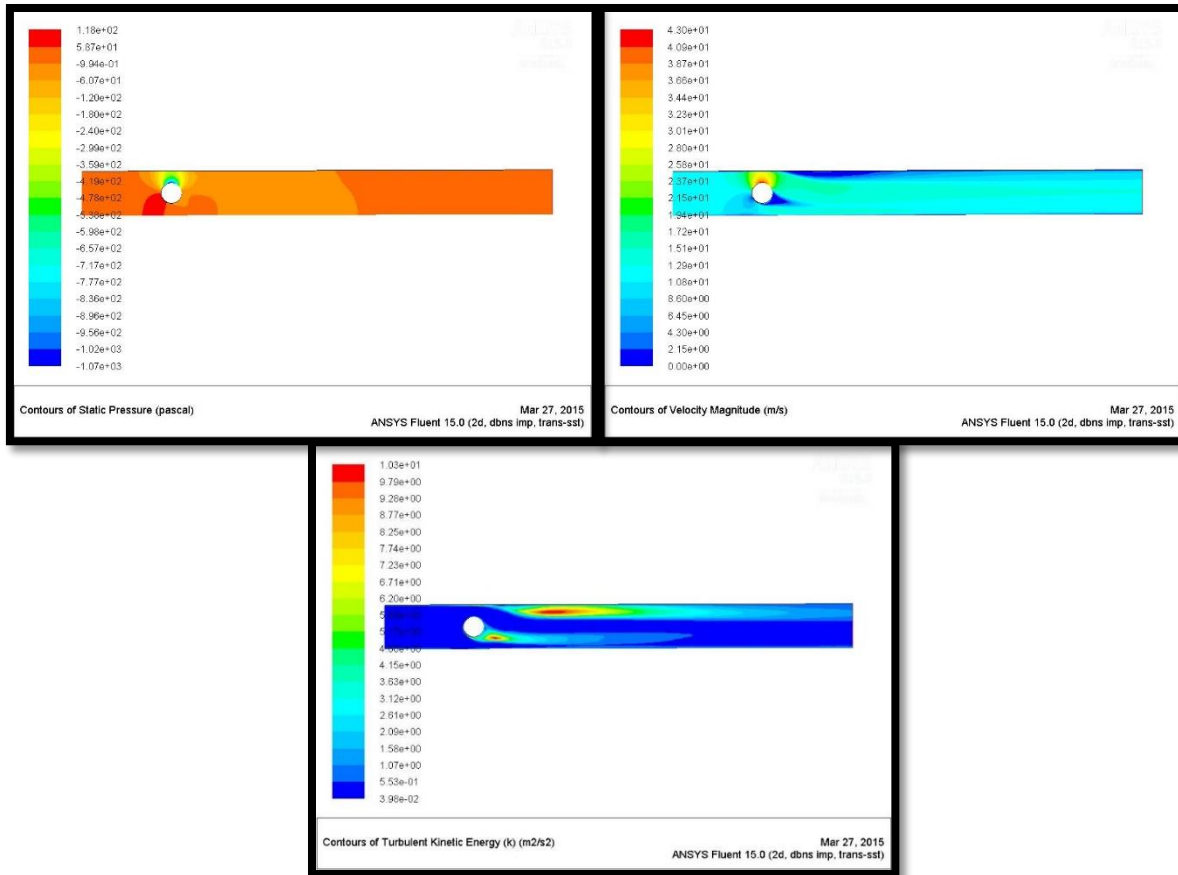 1.18e+02
5.87e+01
-9.94e-01
-6.07e+01
-1.20e+02
-1.80e+02
-2.40e+02
-2.99e+02
-3.59e+02
-4.19e+02
-4.78e+02
-5.38e+02
-5.98e+02
-6.57e+02
-7.17e+02
-7.77e+02
-8.36e+02
-8.96e+02
-9.56e+02
-1.02e+03
-1.07e+03
Contours of Static Pressure (pascal)
Mar 27, 2015
ANSYS Fluent 15.0 (2d, dbns imp, trans-sst)
4.30e+01
4.09e+01
3.87e+01
3.66e+01
3.44e+01
3.23e+01
3.01e+01
2.80e+01
2.58e+01
2.37e+01
2.15e+01
1.94e+01
1.72e+01
1.51e+01
1.29e+01
1.08e+01
8.60e+00
6.45e+00
4.30e+00
2.15e+00
0.00e+00
Contours of Velocity Magnitude (m/s)
Mar 27, 2015
ANSYS Fluent 15.0 (2d, dbns imp, trans-sst)
1.03e+01
9.79e+00
9.28e+00
8.77e+00
8.25e+00
7.74e+00
7.23e+00
6.71e+00
6.20e+00
4.15e+00
3.63e+00
3.12e+00
2.61e+00
2.09e+00
1.58e+00
1.07e+00
5.53e-01
3.98e-02
Contours of Turbulent Kinetic Energy (k) (m2/s2)
Mar 27, 2015
ANSYS Fluent 15.0 (2d, dbns imp, trans-sst)